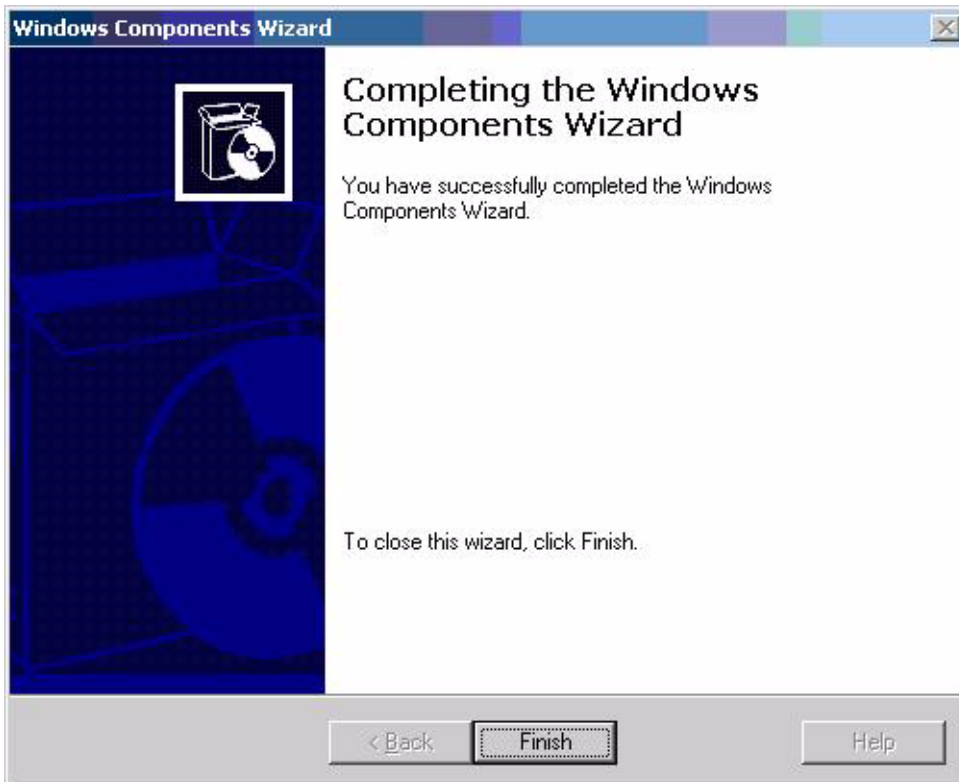 Windows Components Wizard
Completing the Windows
Components Wizard
You have successfully completed the Windows
Components Wizard.
To close this wizard, click Finish.
< Back
Finish
Help